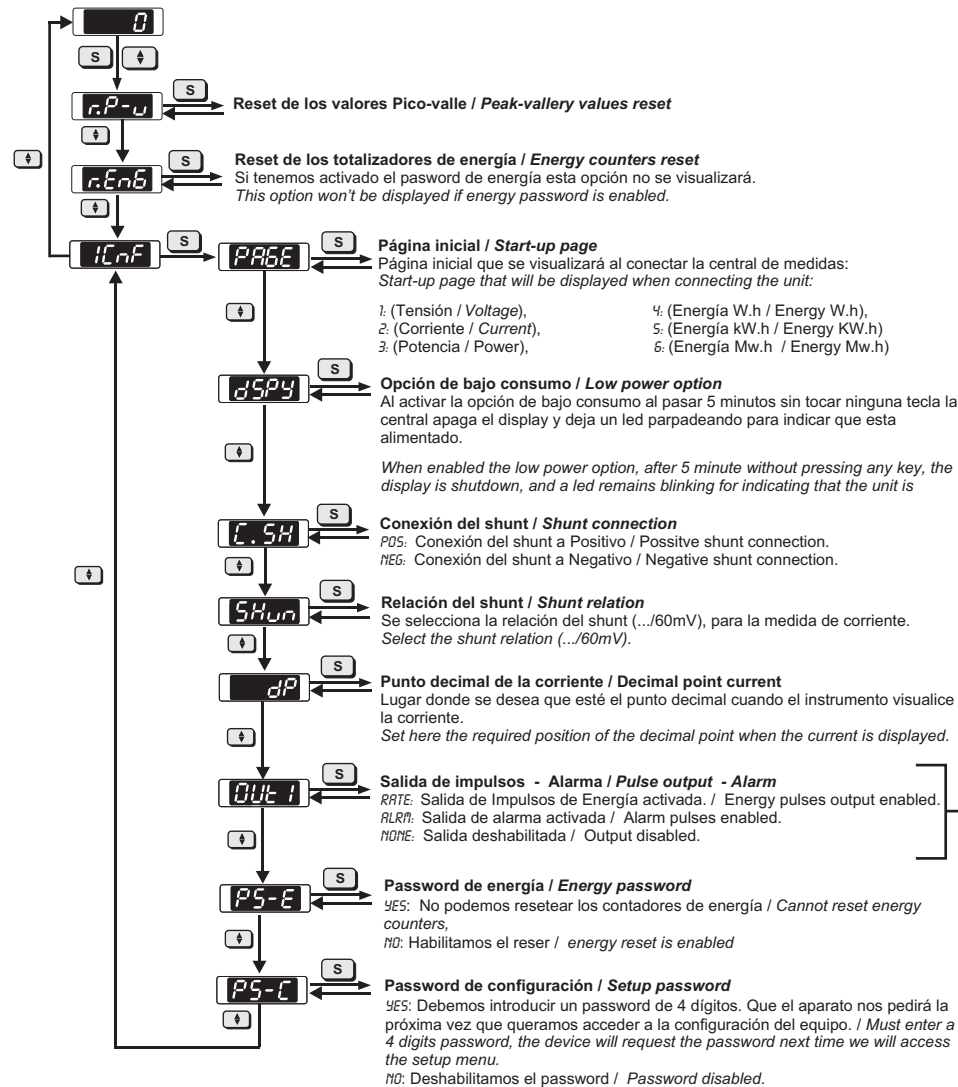 0
S
r.P-u
S
Reset de los valores Pico-valle / Peak-vallery values reset
S
r.En6
Reset de los totalizadores de energía / Energy counters reset
Si tenemos activado el pasword de energía esta opción no se visualizará.
This option won't be displayed if energy password is enabled.
1CnF
S
PA6E
S
Página inicial / Start-up page
Página inicial que se visualizará al conectar la central de medidas:
Start-up page that will be displayed when connecting the unit:
1: (Tensión / Voltage),
2: (Corriente / Current),
3: (Potencia / Power),
4: (Energía W.h / Energy W.h),
5: (Energía kW.h / Energy KW.h)
6: (Energía Mw.h / Energy Mw.h)
dSPY
S
Opción de bajo consumo / Low power option
Al activar la opción de bajo consumo al pasar 5 minutos sin tocar ninguna tecla la
central apaga el display y deja un led parpadeando para indicar que esta
alimentado.
When enabled the low power option, after 5 minute without pressing any key, the
display is shutdown, and a led remains blinking for indicating that the unit is
C.SH
S
Conexión del shunt / Shunt connection
POS: Conexión del shunt a Positivo / Possitve shunt connection.
NEG: Conexión del shunt a Negativo / Negative shunt connection.
SHun
S
Relación del shunt / Shunt relation
Se selecciona la relación del shunt (.../60mV), para la medida de corriente.
Select the shunt relation (.../60mV).
dP
S
Punto decimal de la corriente / Decimal point current
Lugar donde se desea que esté el punto decimal cuando el instrumento visualice
la corriente.
Set here the required position of the decimal point when the current is displayed.
OUt 1
S
Salida de impulsos - Alarma / Pulse output - Alarm
RATE: Salida de Impulsos de Energía activada. / Energy pulses output enabled.
ALRM: Salida de alarma activada / Alarm pulses enabled.
NONE: Salida deshabilitada / Output disabled.
PS-E
S
Password de energía / Energy password
YES: No podemos resetear los contadores de energía / Cannot reset energy
counters,
NO: Habilitamos el reser / energy reset is enabled
PS-C
S
Password de configuración / Setup password
YES: Debemos introducir un password de 4 dígitos. Que el aparato nos pedirá la
próxima vez que queramos acceder a la configuración del equipo. / Must enter a
4 digits password, the device will request the password next time we will access
the setup menu.
NO: Deshabilitamos el password / Password disabled.